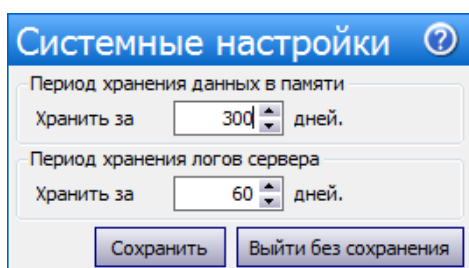 Системные настройки ?
Период хранения данных в памяти
Хранить за 300 дней.
Период хранения логов сервера
Хранить за 60 дней.
Сохранить Выйти без сохранения